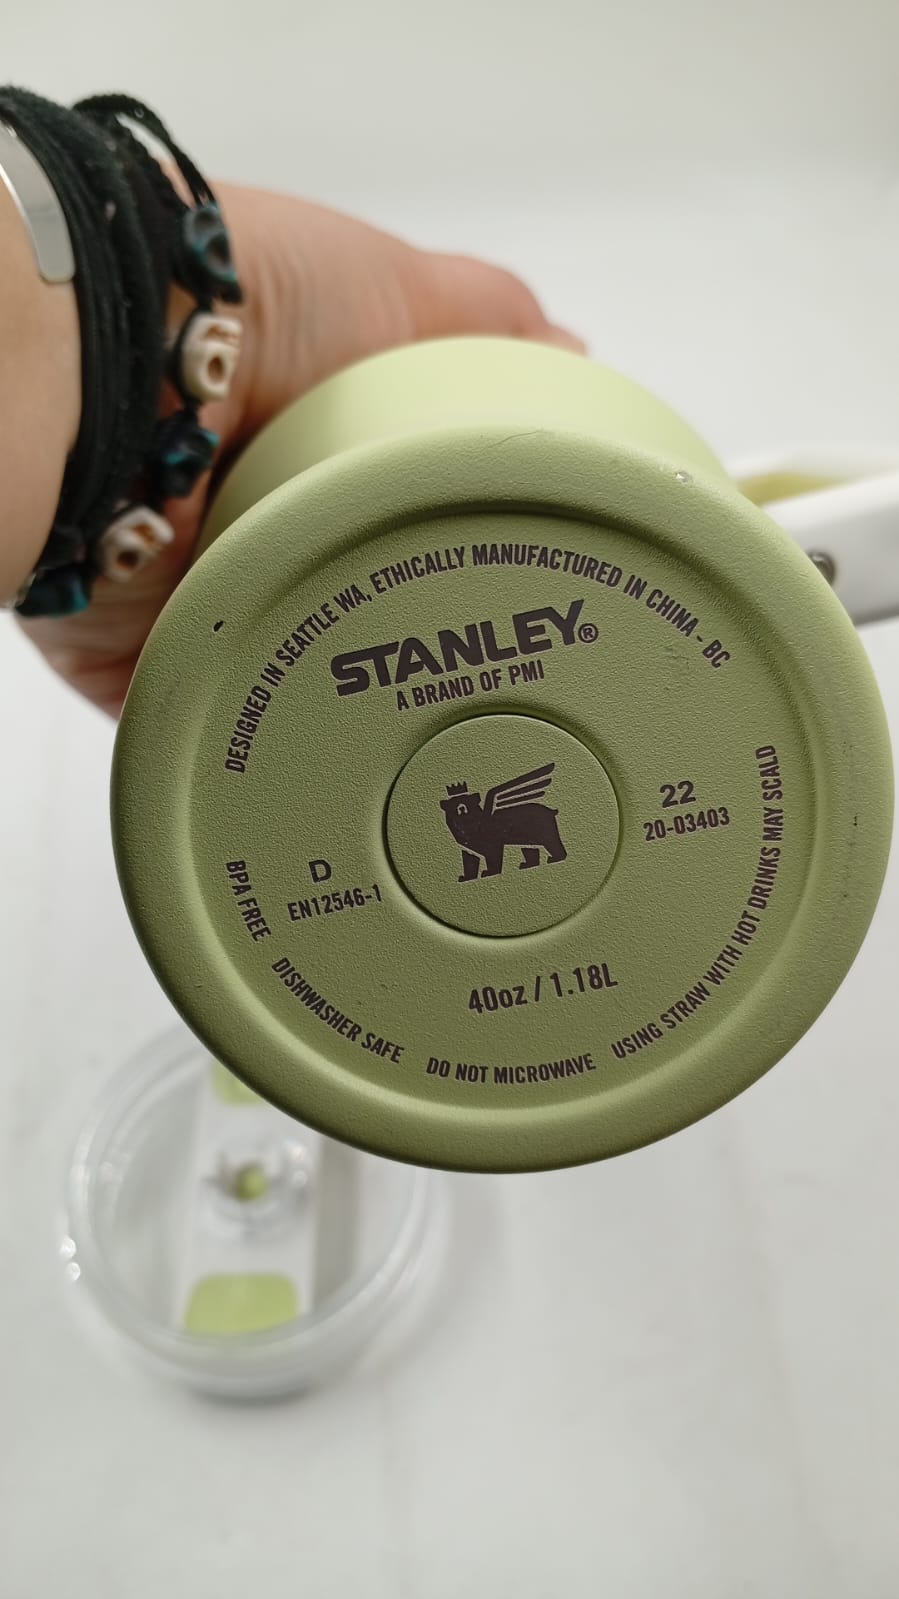 DESIGNED IN SEATTLE WA, ETHICALLY MANUFACTURED IN CHINA - BC
STANLEY®
A BRAND OF PMI
22
20-03403
D
EN12546-1
40oz / 1.18L
BPA FREE
DISHWASHER SAFE
DO NOT MICROWAVE
USING STRAW WITH HOT DRINKS MAY SCALD